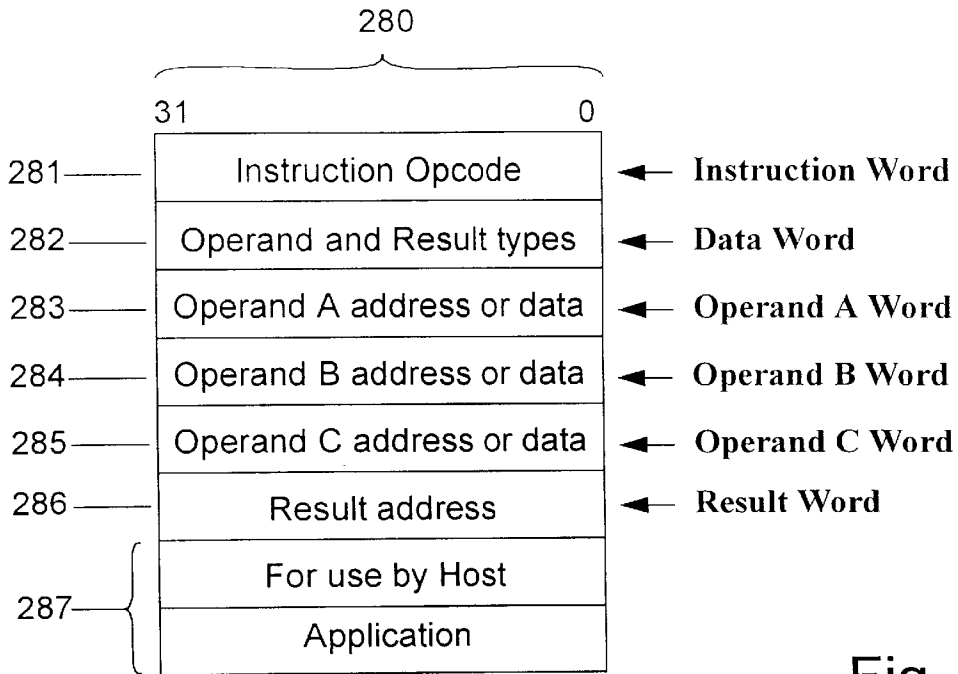 280
31 0
281 Instruction Opcode Instruction Word
282 Operand and Result types Data Word
283 Operand A address or data Operand A Word
284 Operand B address or data Operand B Word
285 Operand C address or data Operand C Word
286 Result address Result Word
For use by Host
287
Application
Fig